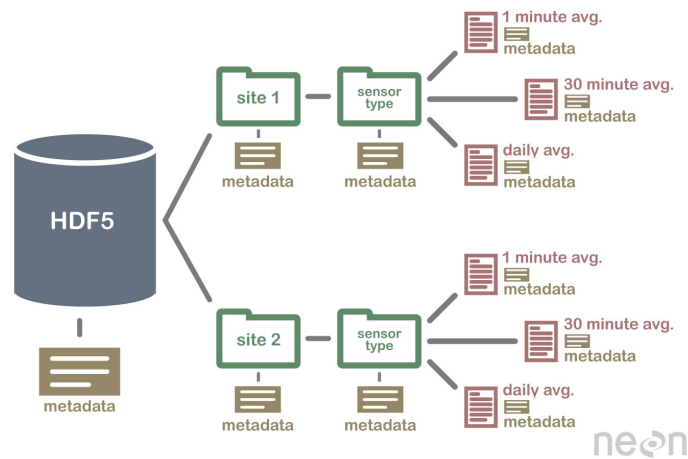 HDF5
metadata
site 1
metadata
sensor
type
metadata
1 minute avg.
metadata
30 minute avg.
metadata
daily avg.
metadata
site 2
metadata
sensor
type
metadata
1 minute avg.
metadata
30 minute avg.
metadata
daily avg.
metadata
neon